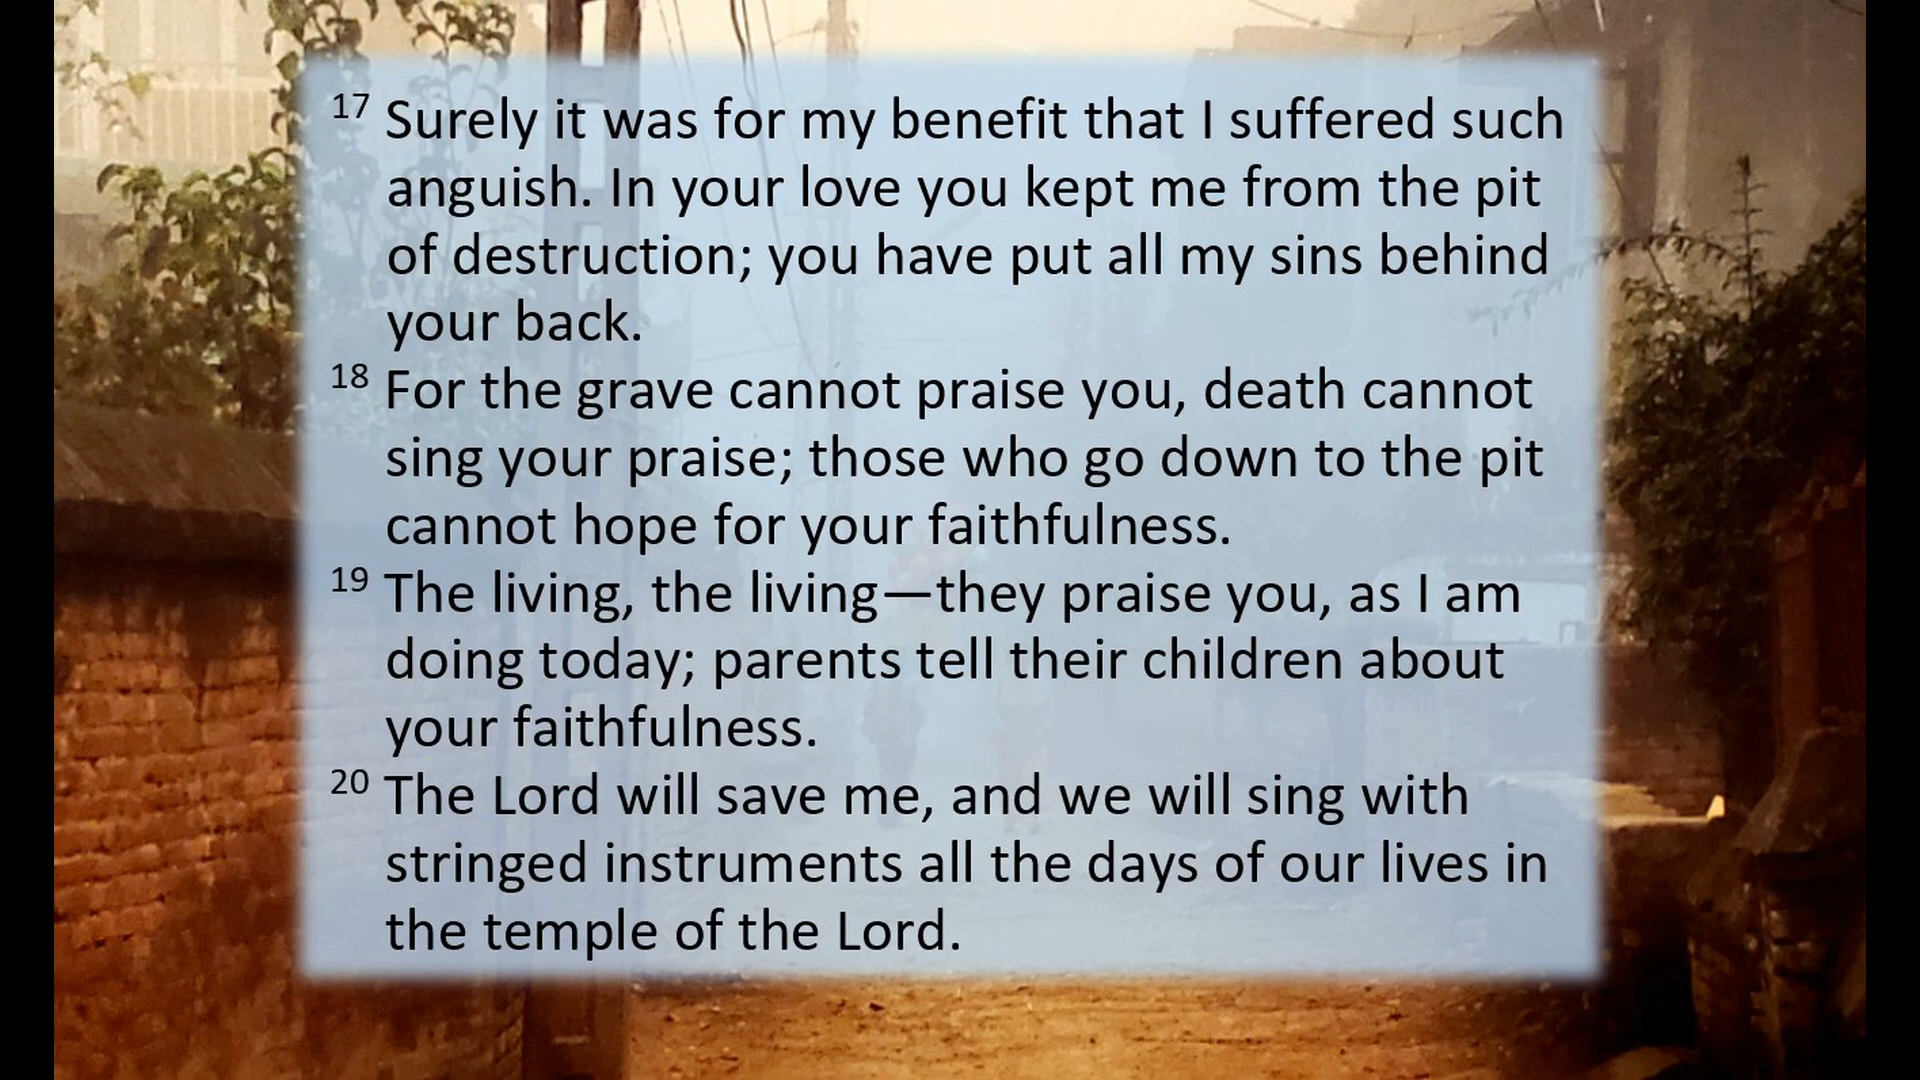 17 Surely it was for my benefit that I suffered such
anguish. In your love you kept me from the pit
of destruction; you have put all my sins behind
your back.
18 For the grave cannot praise you, death cannot
sing your praise; those who go down to the pit
cannot hope for your faithfulness.
19 The living, the living—they praise you, as I am
doing today; parents tell their children about
your faithfulness.
20 The Lord will save me, and we will sing with
stringed instruments all the days of our lives in
the temple of the Lord.